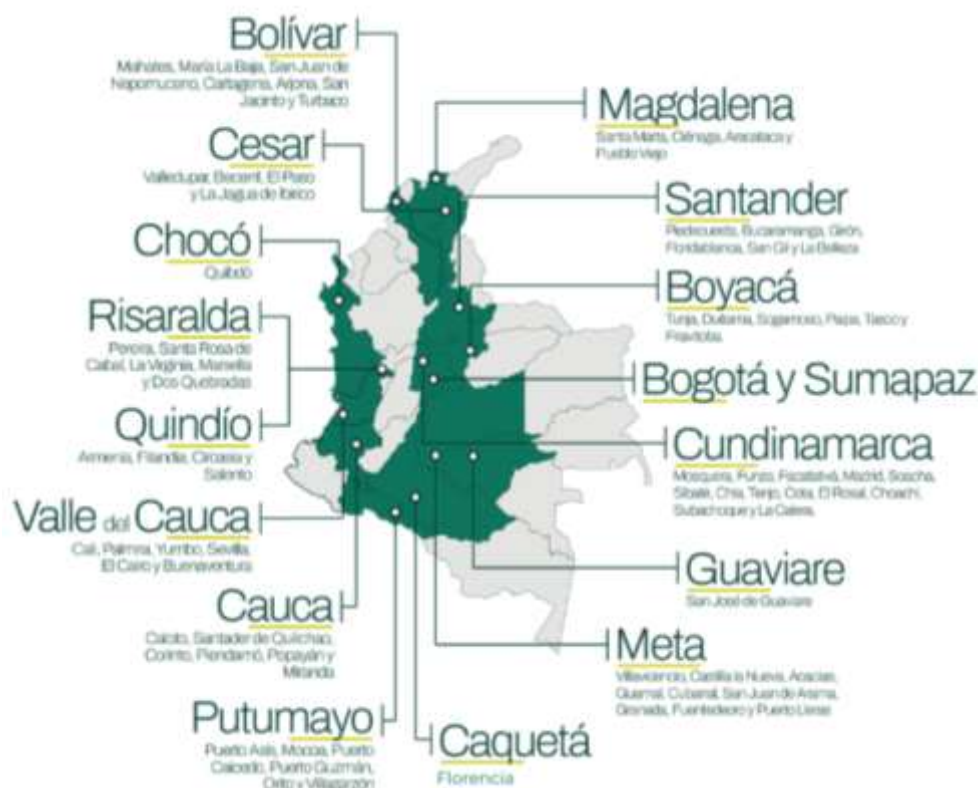 Bolívar
Mahates, María La Baja, San Juan de
Nepomuceno, Cartagena, Arjona, San
Jacinto y Turbaco
Magdalena
Santa Marta, Ciénaga, Aracataca y
Pueblo Viejo
Cesar
Valledupar, Becerril, El Paso
y La Jagua de Ibirico
Santander
Piedecuesta, Bucaramanga, Girón,
Floridablanca, San Gil y La Belleza
Chocó
Quibdó
Boyacá
Tunja, Duitama, Sogamoso, Paipa, Tasco y
Firavitoba
Risaralda
Pereira, Santa Rosa de
Cabal, La Virginia, Marsella
y Dos Quebradas
Bogotá y Sumapaz
Quindío
Armenia, Filandia, Circasia y
Salento
Cundinamarca
Mosquera, Funza, Facatativá, Madrid, Soacha,
Sibaté, Chía, Tenjo, Cota, El Rosal, Choachí,
Subachoque y La Calera.
Valle del Cauca
Cali, Palmira, Yumbo, Sevilla,
El Cairo y Buenaventura
Guaviare
San José de Guaviare
Cauca
Caloto, Santader de Quilichao,
Corinto, Piendamó, Popayán y
Miranda
Meta
Villavicencio, Castilla la Nueva, Acacías,
Guamal, Cubarral, San Juan de Arama,
Granada, Fuentedeoro y Puerto Lleras
Putumayo
Puerto Asís, Mocoa, Puerto
Caicedo, Puerto Guzmán,
Orito y Villagarzón
Caquetá
Florencia